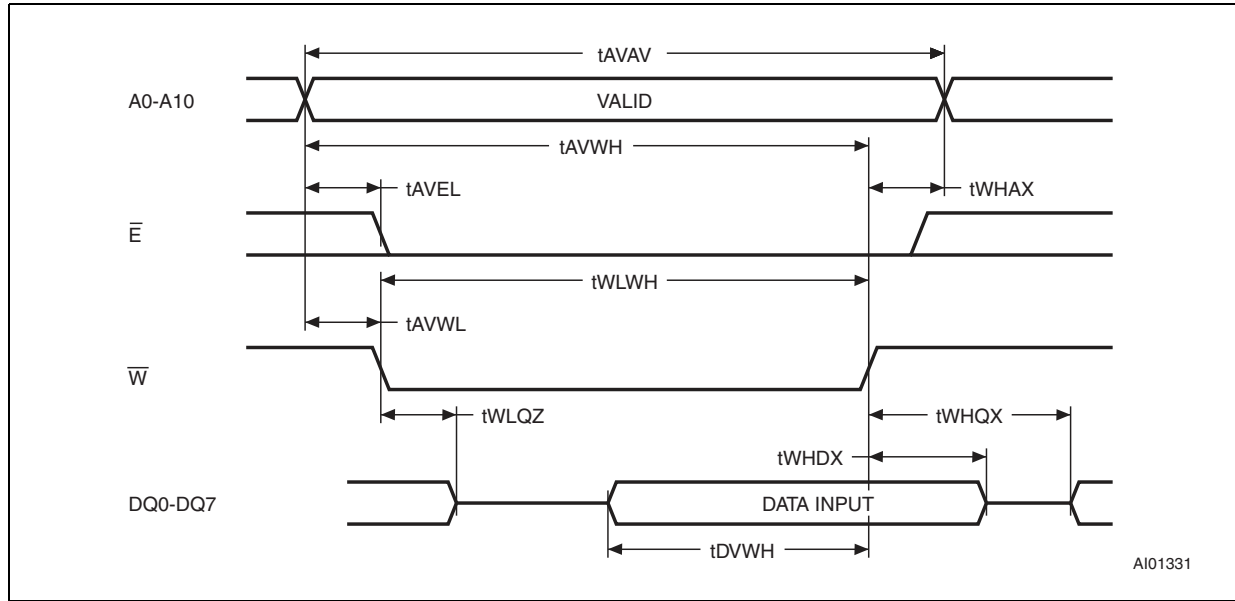 tAVAV
A0-A10
VALID
tAVWH
tAVEL
tWHAX
E̅
tWLWH
tAVWL
W̅
tWLQZ
tWHQX
tWHDX
DQ0-DQ7
DATA INPUT
tDVWH
AI01331